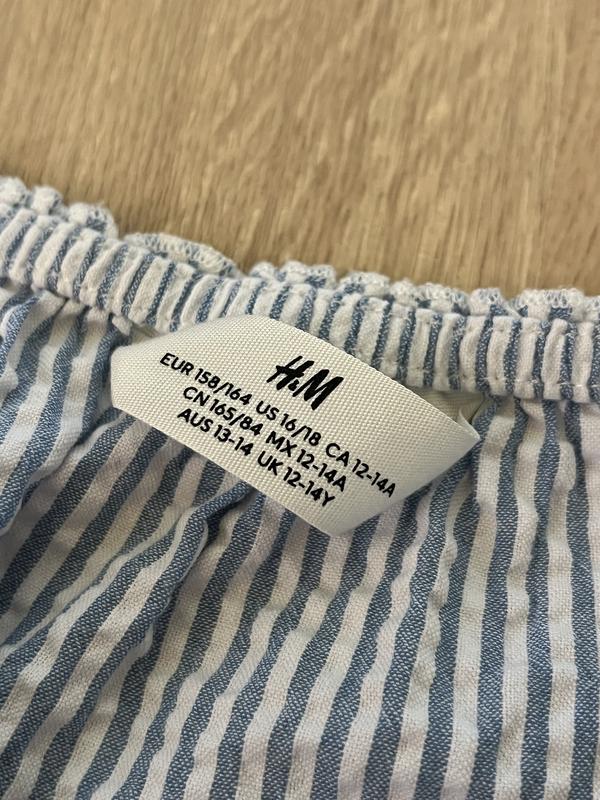 H&M
EUR 158/164 US 16/18 CA 12-14A
CN 165/84 MX 12-14A
AUS 13-14 UK 12-14Y